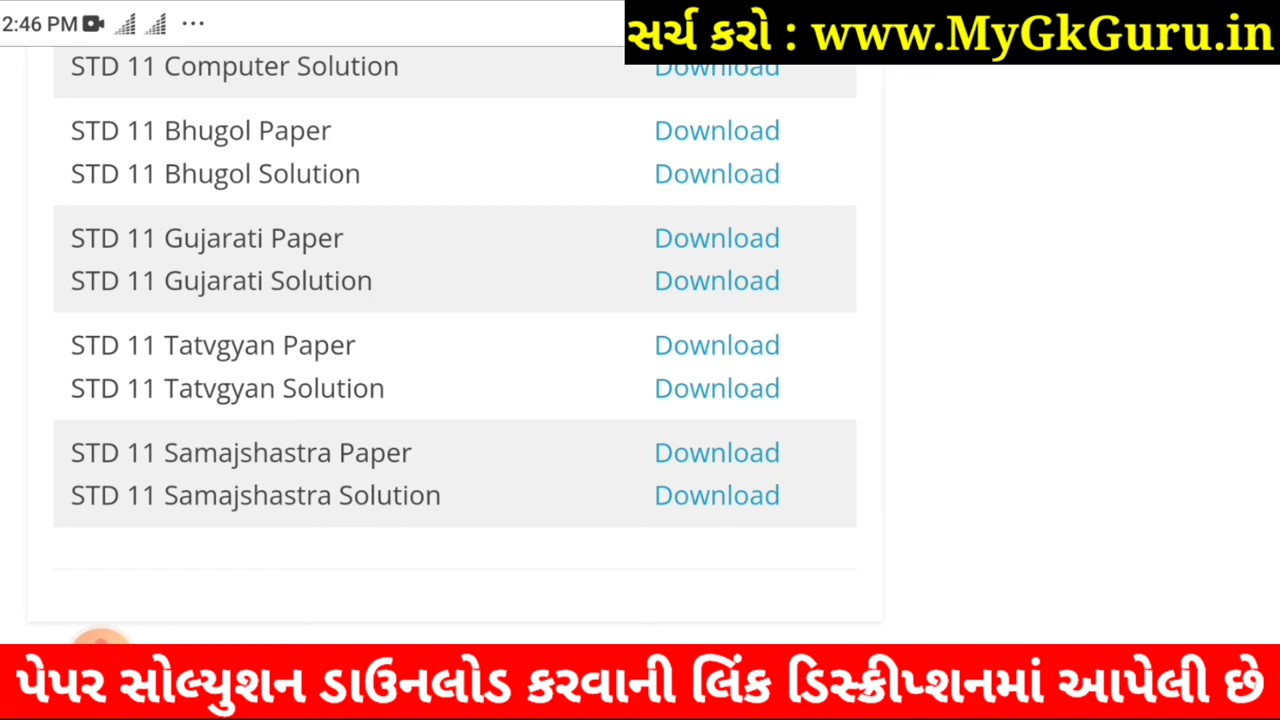 2:46 PM ...
સર્ચ કરો : www.MyGkGuru.in
STD 11 Computer Solution Download
STD 11 Bhugol Paper Download
STD 11 Bhugol Solution Download
STD 11 Gujarati Paper Download
STD 11 Gujarati Solution Download
STD 11 Tatvgyan Paper Download
STD 11 Tatvgyan Solution Download
STD 11 Samajshastra Paper Download
STD 11 Samajshastra Solution Download
પેપર સોલ્યુશન ડાઉનલોડ કરવાની લિંક ડિસ્ક્રીપ્શનમાં આપેલી છે